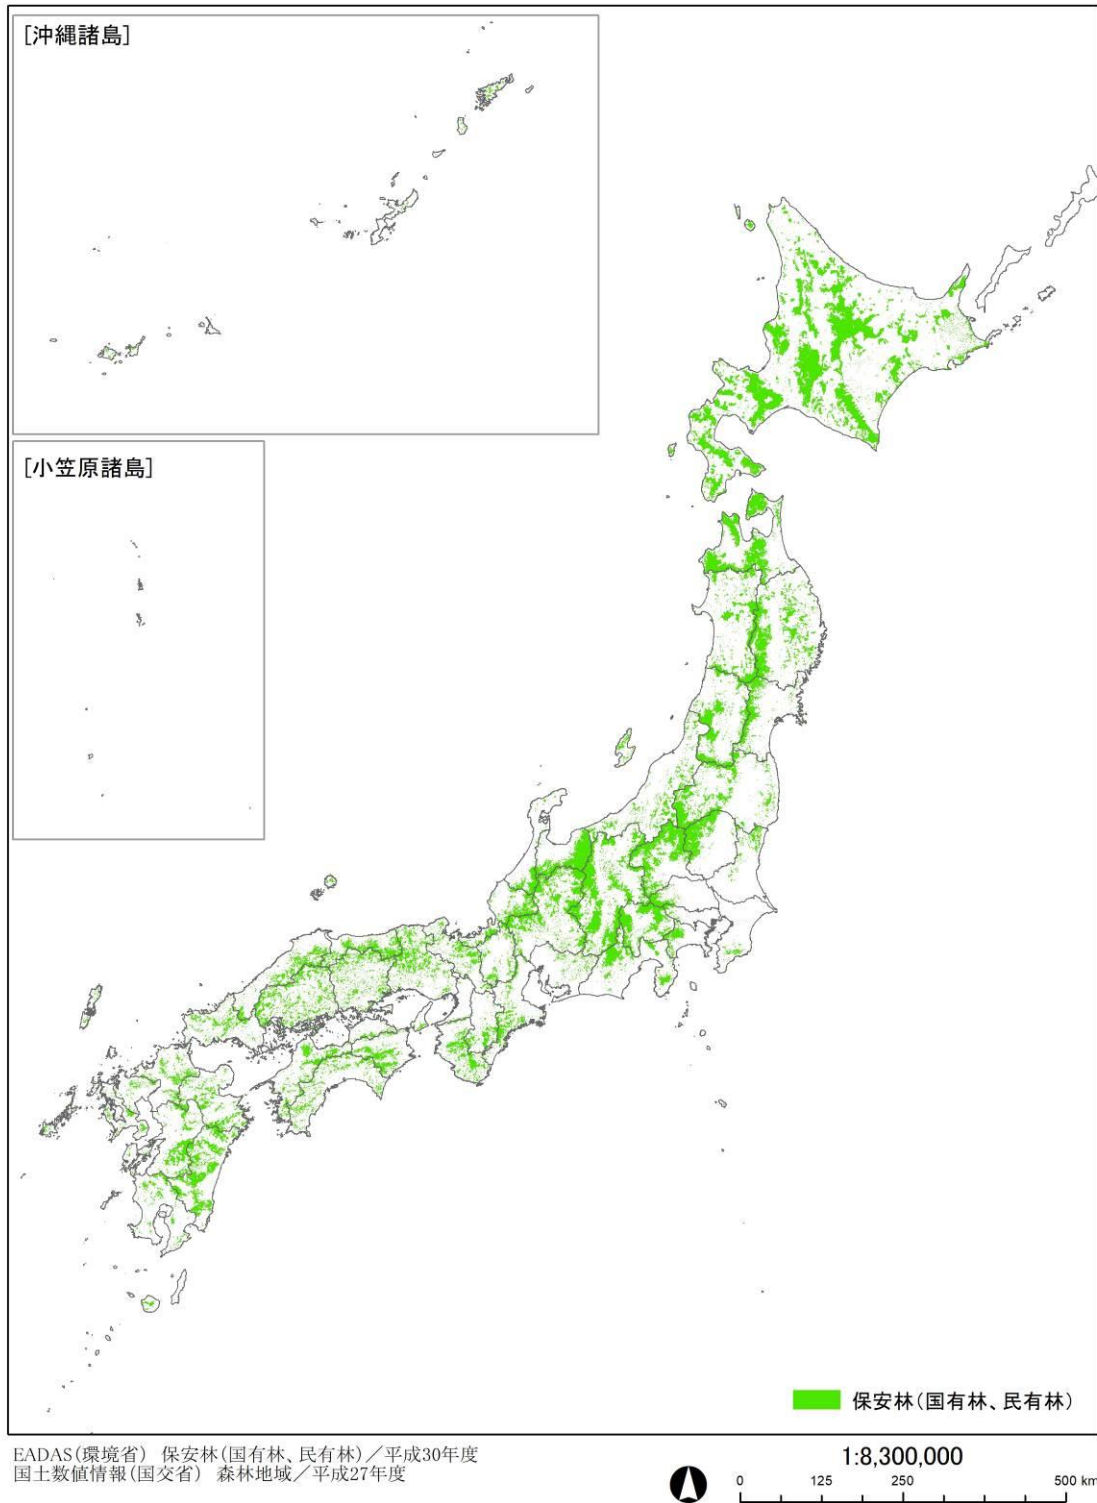 [沖縄諸島]
[小笠原諸島]
保安林(国有林、民有林)
EADAS(環境省) 保安林(国有林、民有林)/平成30年度
国土数値情報(国交省) 森林地域/平成27年度
1:8,300,000
0 125 250 500 km